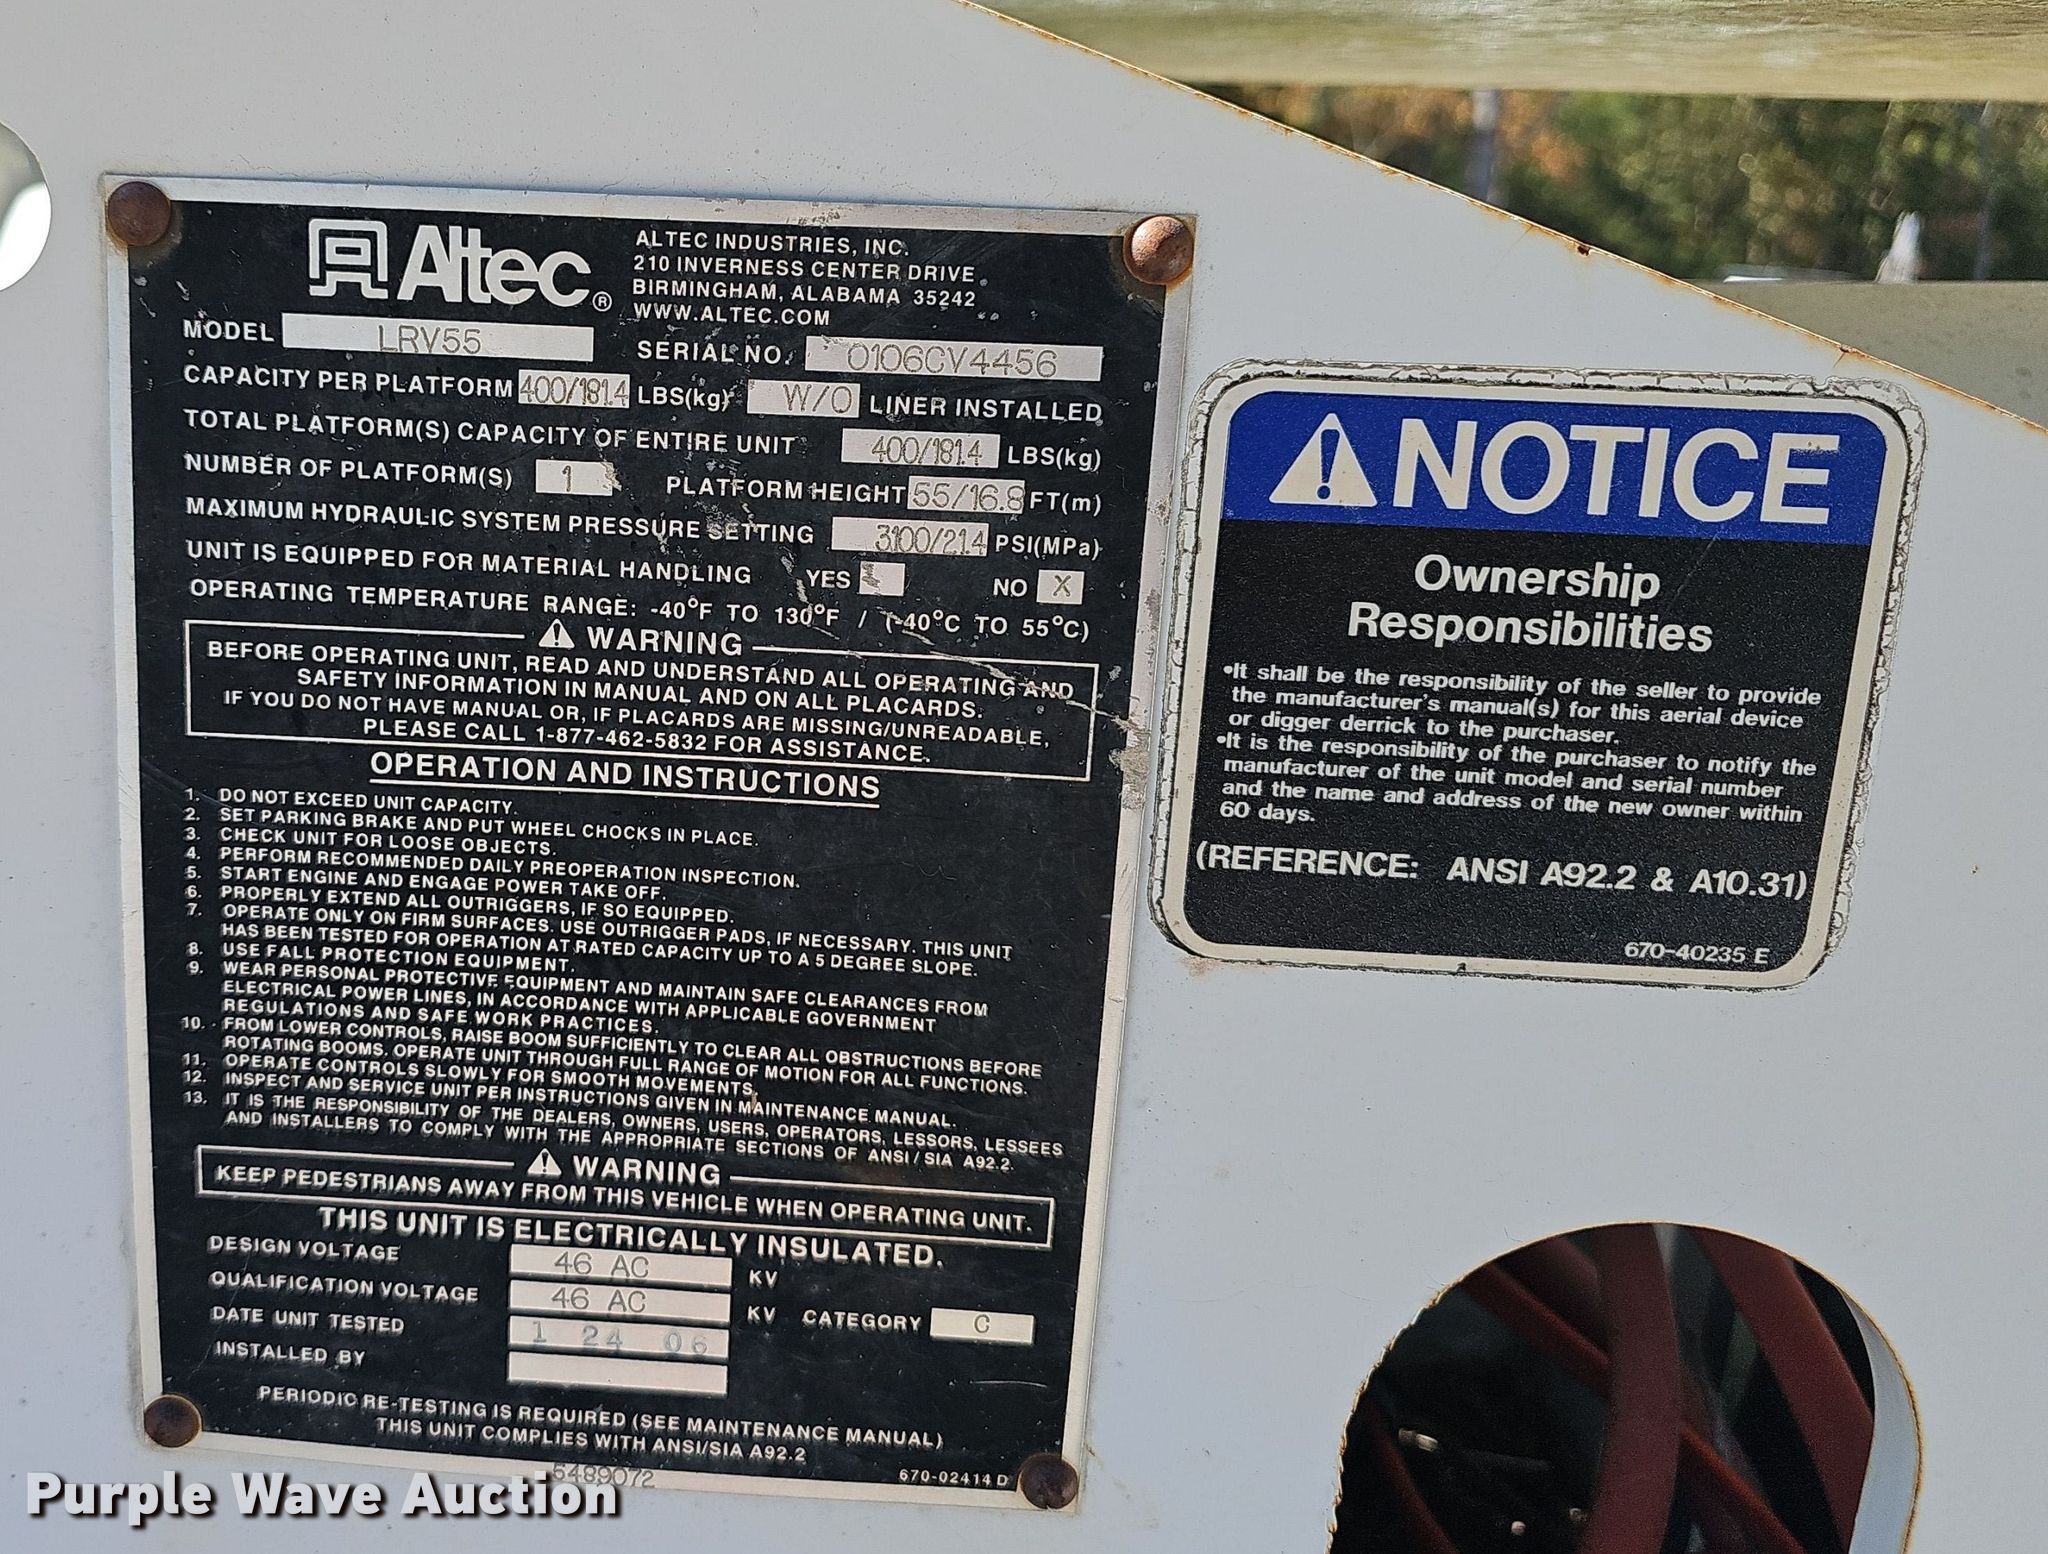 Altec®
ALTEC INDUSTRIES, INC.
210 INVERNESS CENTER DRIVE
BIRMINGHAM, ALABAMA 35242
WWW.ALTEC.COM
MODEL LRV55 SERIAL NO. 0106CV4456
CAPACITY PER PLATFORM 400/181.4 LBS(kg) W/O LINER INSTALLED
TOTAL PLATFORM(S) CAPACITY OF ENTIRE UNIT 400/181.4 LBS(kg)
NUMBER OF PLATFORM(S) 1 PLATFORM HEIGHT 55/16.8 FT(m)
MAXIMUM HYDRAULIC SYSTEM PRESSURE SETTING 3100/21.4 PSI(MPa)
UNIT IS EQUIPPED FOR MATERIAL HANDLING YES NO X
OPERATING TEMPERATURE RANGE: -40°F TO 130°F / (-40°C TO 55°C)
WARNING
BEFORE OPERATING UNIT, READ AND UNDERSTAND ALL OPERATING AND
SAFETY INFORMATION IN MANUAL AND ON ALL PLACARDS.
IF YOU DO NOT HAVE MANUAL OR, IF PLACARDS ARE MISSING/UNREADABLE,
PLEASE CALL 1-877-462-5832 FOR ASSISTANCE.
OPERATION AND INSTRUCTIONS
1. DO NOT EXCEED UNIT CAPACITY.
2. SET PARKING BRAKE AND PUT WHEEL CHOCKS IN PLACE.
3. CHECK UNIT FOR LOOSE OBJECTS.
4. PERFORM RECOMMENDED DAILY PREOPERATION INSPECTION.
5. START ENGINE AND ENGAGE POWER TAKE OFF.
6. PROPERLY EXTEND ALL OUTRIGGERS, IF SO EQUIPPED.
7. OPERATE ONLY ON FIRM SURFACES. USE OUTRIGGER PADS, IF NECESSARY. THIS UNIT
HAS BEEN TESTED FOR OPERATION AT RATED CAPACITY UP TO A 5 DEGREE SLOPE.
8. USE FALL PROTECTION EQUIPMENT.
9. WEAR PERSONAL PROTECTIVE EQUIPMENT AND MAINTAIN SAFE CLEARANCES FROM
ELECTRICAL POWER LINES, IN ACCORDANCE WITH APPLICABLE GOVERNMENT
REGULATIONS AND SAFE WORK PRACTICES.
10. FROM LOWER CONTROLS, RAISE BOOM SUFFICIENTLY TO CLEAR ALL OBSTRUCTIONS BEFORE
ROTATING BOOMS. OPERATE UNIT THROUGH FULL RANGE OF MOTION FOR ALL FUNCTIONS.
11. OPERATE CONTROLS SLOWLY FOR SMOOTH MOVEMENTS.
12. INSPECT AND SERVICE UNIT PER INSTRUCTIONS GIVEN IN MAINTENANCE MANUAL.
13. IT IS THE RESPONSIBILITY OF THE DEALERS, OWNERS, USERS, OPERATORS, LESSORS, LESSEES
AND INSTALLERS TO COMPLY WITH THE APPROPRIATE SECTIONS OF ANSI/SIA A92.2.
WARNING
KEEP PEDESTRIANS AWAY FROM THIS VEHICLE WHEN OPERATING UNIT.
THIS UNIT IS ELECTRICALLY INSULATED.
DESIGN VOLTAGE 46 AC KV
QUALIFICATION VOLTAGE 46 AC KV CATEGORY C
DATE UNIT TESTED 1 24 06
INSTALLED BY
PERIODIC RE-TESTING IS REQUIRED (SEE MAINTENANCE MANUAL)
THIS UNIT COMPLIES WITH ANSI/SIA A92.2
6489072 670-02414 D
NOTICE
Ownership
Responsibilities
•It shall be the responsibility of the seller to provide
the manufacturer's manual(s) for this aerial device
or digger derrick to the purchaser.
•It is the responsibility of the purchaser to notify the
manufacturer of the unit model and serial number
and the name and address of the new owner within
60 days.
(REFERENCE: ANSI A92.2 & A10.31)
670-40235 E
Purple Wave Auction